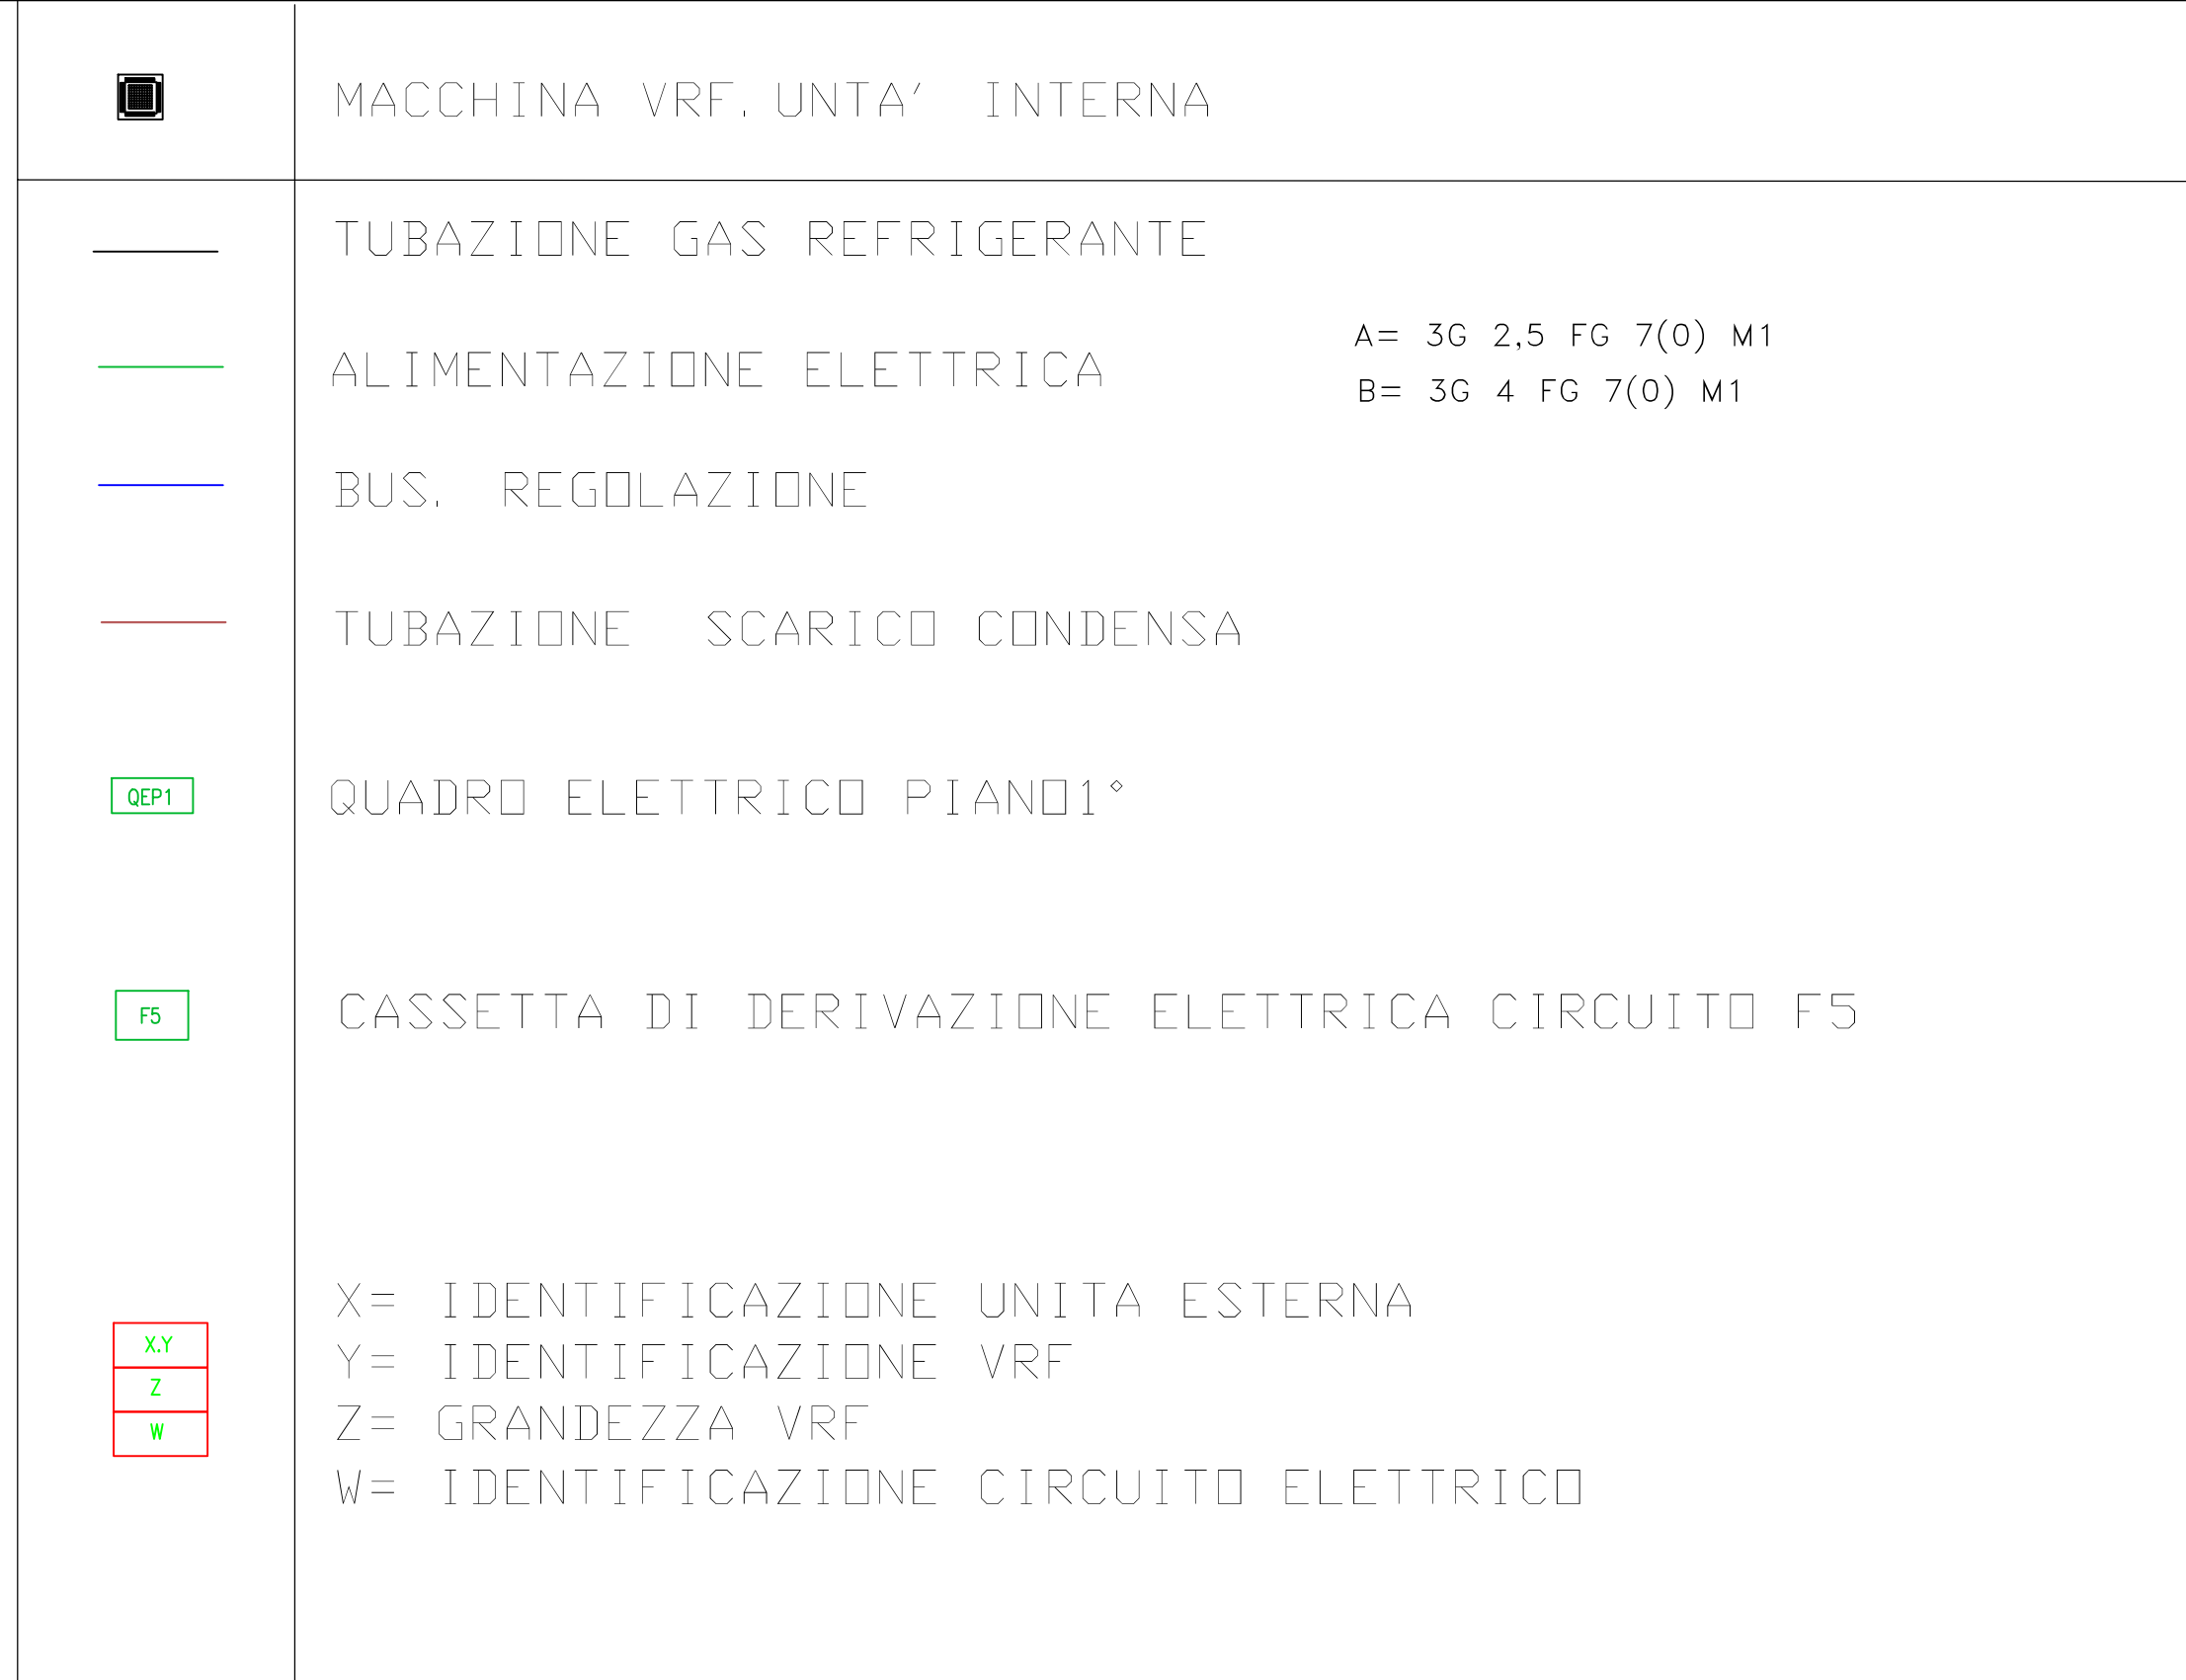 MACCHINA VRF. UNTA' INTERNA
TUBAZIONE GAS REFRIGERANTE
ALIMENTAZIONE ELETTRICA
A= 3G 2,5 FG 7(O) M1
B= 3G 4 FG 7(O) M1
BUS. REGOLAZIONE
TUBAZIONE SCARICO CONDENSA
QEP1
QUADRO ELETTRICO PIANO1°
F5
CASSETTA DI DERIVAZIONE ELETTRICA CIRCUITO F5
X= IDENTIFICAZIONE UNITA ESTERNA
Y= IDENTIFICAZIONE VRF
Z= GRANDEZZA VRF
W= IDENTIFICAZIONE CIRCUITO ELETTRICO
X.Y
Z
W